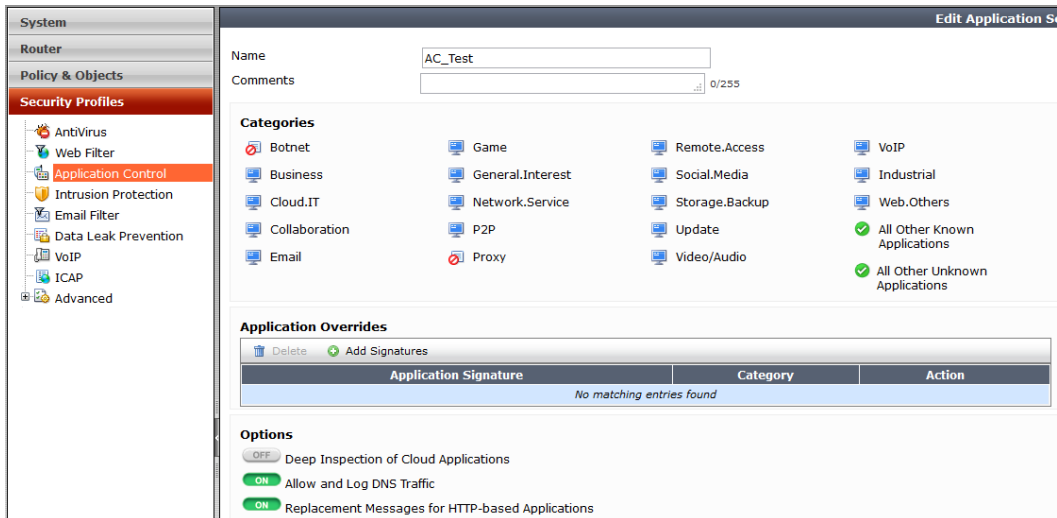 System
Router
Policy & Objects
Security Profiles
AntiVirus
Web Filter
Application Control
Intrusion Protection
Email Filter
Data Leak Prevention
VoIP
ICAP
Advanced
Edit Application Se
Name
AC_Test
Comments
0/255
Categories
Botnet Game Remote.Access VoIP
Business General.Interest Social.Media Industrial
Cloud.IT Network.Service Storage.Backup Web.Others
Collaboration P2P Update All Other Known
Applications
Email Proxy Video/Audio All Other Unknown
Applications
Application Overrides
Delete Add Signatures
Application Signature Category Action
No matching entries found
Options
OFF Deep Inspection of Cloud Applications
ON Allow and Log DNS Traffic
ON Replacement Messages for HTTP-based Applications